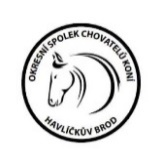 OKRESNÍ SPOLEK CHOVATELŮ KONÍ
HAVLÍČKŮV BROD